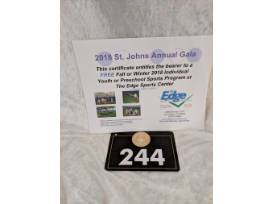 2018 St. Johns Annual Gala
This certificate entitles the bearer to a
FREE Fall or Winter 2018 Individual
Youth or Preschool Sports Program at
The Edge Sports Center
Edge
244